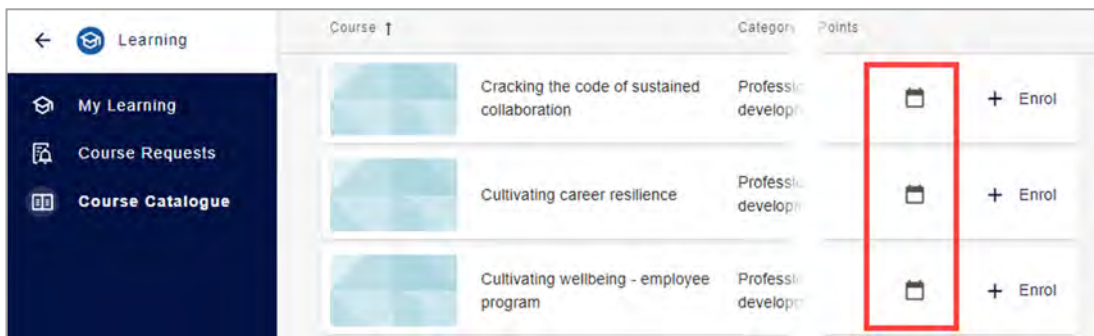 Learning
My Learning
Course Requests
Course Catalogue
Course ↑
Points
Cracking the code of sustained
collaboration
+ Enrol
Cultivating career resilience
+ Enrol
Cultivating wellbeing - employee
program
+ Enrol